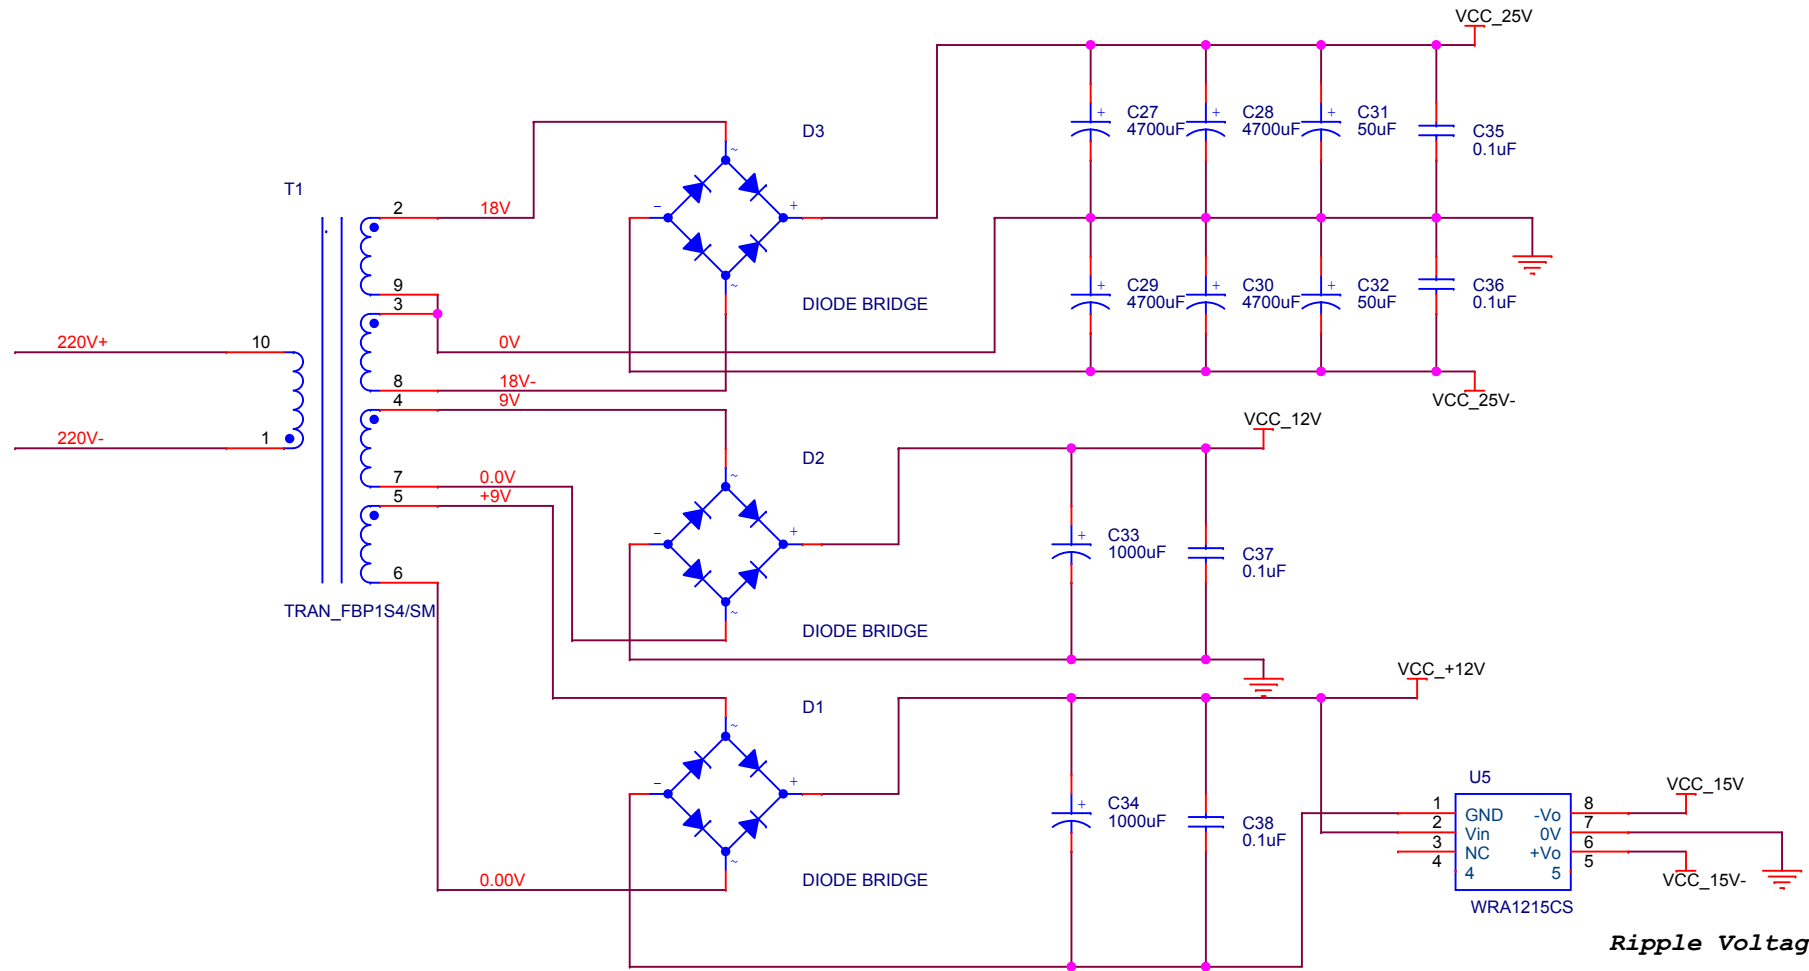 VCC_25V
D3
~
+
C27
4700uF
+
C28
4700uF
+
C31
50uF
C35
0.1uF
T1
2
18V
−
+
9
3
~
DIODE BRIDGE
+
C29
4700uF
+
C30
4700uF
+
C32
50uF
C36
0.1uF
220V+
10
0V
8
18V-
4
9V
VCC_25V-
VCC_12V
220V-
1
D2
~
7
0.0V
5
+9V
−
+
+
C33
1000uF
C37
0.1uF
6
TRAN_FBP1S4/SM
~
DIODE BRIDGE
VCC_+12V
D1
~
−
+
+
C34
1000uF
C38
0.1uF
U5
VCC_15V
1
GND
-Vo
8
2
Vin
0V
7
3
NC
+Vo
6
4
4
5
5
VCC_15V-
~
0.00V
DIODE BRIDGE
WRA1215CS
Ripple Voltag